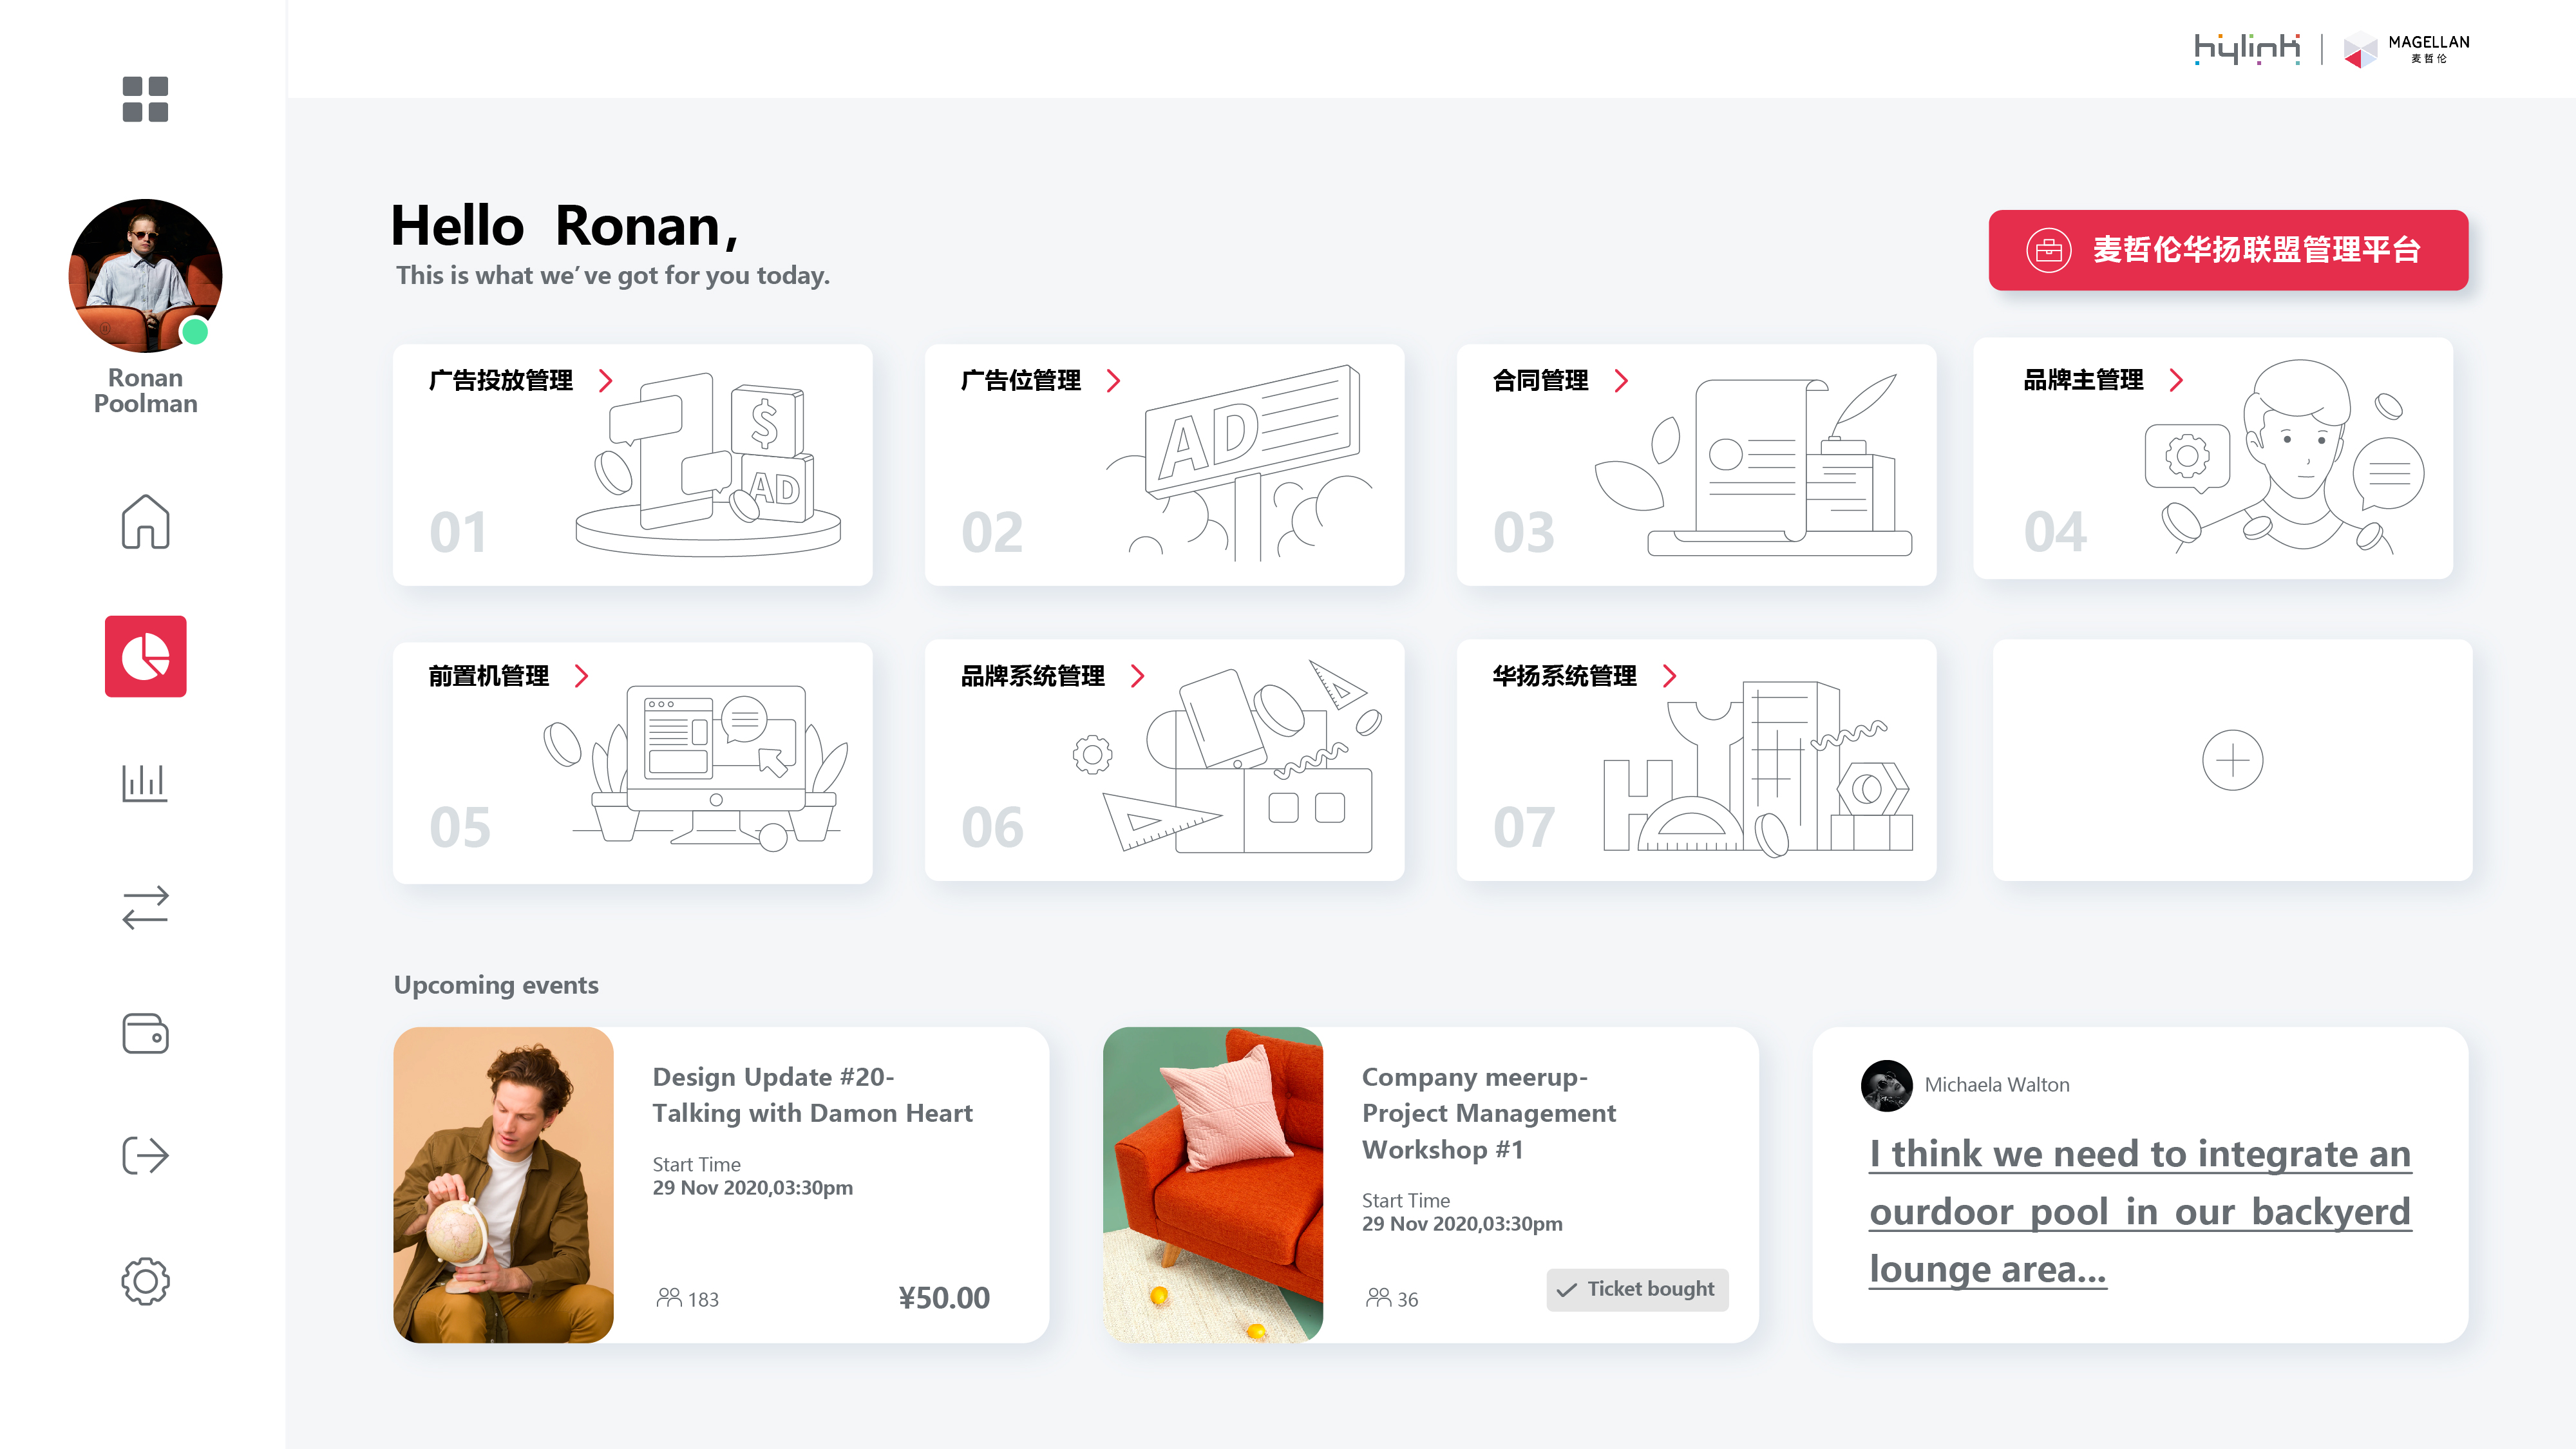 hylink
MAGELLAN
麦哲伦
Hello Ronan,
This is what we've got for you today.
麦哲伦华扬联盟管理平台
Ronan
Poolman
广告投放管理
$
AD
01
广告位管理
AD
02
合同管理
03
品牌主管理
04
前置机管理
05
品牌系统管理
06
华扬系统管理
07
Upcoming events
Design Update #20-
Talking with Damon Heart
Start Time
29 Nov 2020,03:30pm
183
¥50.00
Company meerup-
Project Management
Workshop #1
Start Time
29 Nov 2020,03:30pm
36
Ticket bought
Michaela Walton
I think we need to integrate an
ourdoor pool in our backyerd
lounge area...